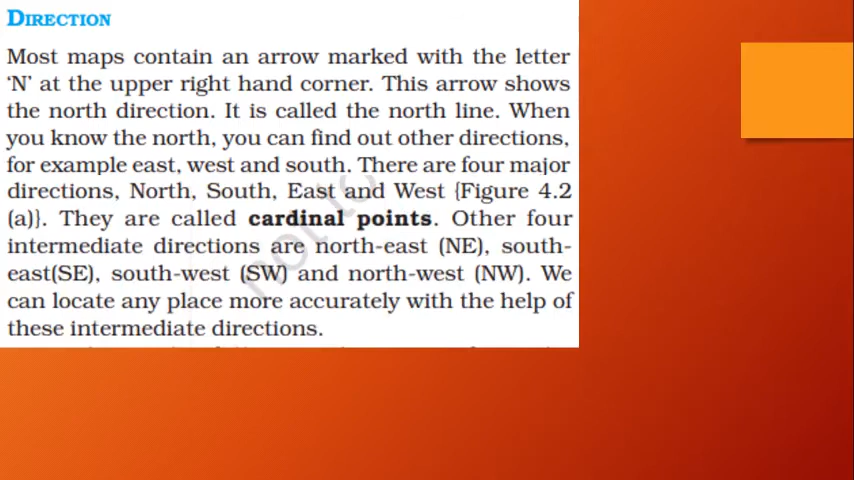 DIRECTION
Most maps contain an arrow marked with the letter
‘N’ at the upper right hand corner. This arrow shows
the north direction. It is called the north line. When
you know the north, you can find out other directions,
for example east, west and south. There are four major
directions, North, South, East and West {Figure 4.2
(a)}. They are called cardinal points. Other four
intermediate directions are north-east (NE), south-
east(SE), south-west (SW) and north-west (NW). We
can locate any place more accurately with the help of
these intermediate directions.
not to